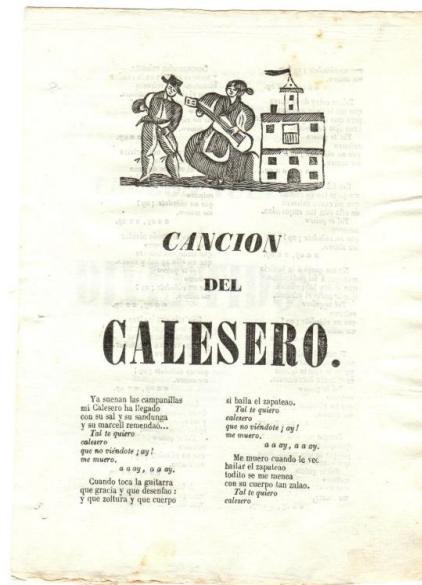 CANCION
DEL
CALESERO.
Ya suenan las campanillas
mi Calesero ha llegado
con su sal y su sandunga
y su marcell remendao...
Tal te quiero
calesero
que no viéndote ¡ay!
me muero.
a a ay, a a ay.
Cuando toca la guitarra
que gracia y que desenfao:
y que zoltura y que cuerpo
si baila el zapateao.
Tal te quiero
calesero
que no viéndote ¡ay!
me muero.
a a ay, a a ay.
Me muero cuando le vec
bailar el zapateao
todito se me menea
con su cuerpo tan zalao.
Tal te quiero
calesero